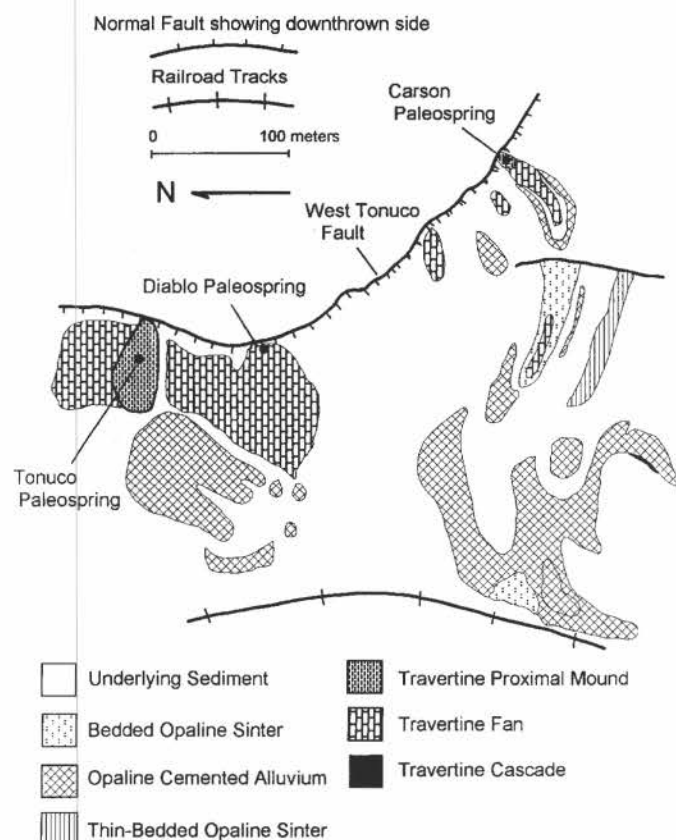 Normal Fault showing downthrown side
Railroad Tracks
0 100 meters
N
Carson
Paleospring
West Tonuco
Fault
Diablo Paleospring
Tonuco
Paleospring
Underlying Sediment
Bedded Opaline Sinter
Opaline Cemented Alluvium
Thin-Bedded Opaline Sinter
Travertine Proximal Mound
Travertine Fan
Travertine Cascade